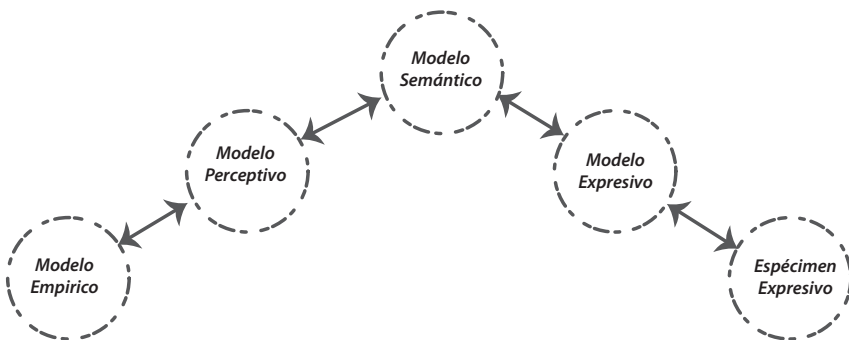 Modelo
Semántico
Modelo
Perceptivo
Modelo
Expresivo
Modelo
Empirico
Espécimen
Expresivo